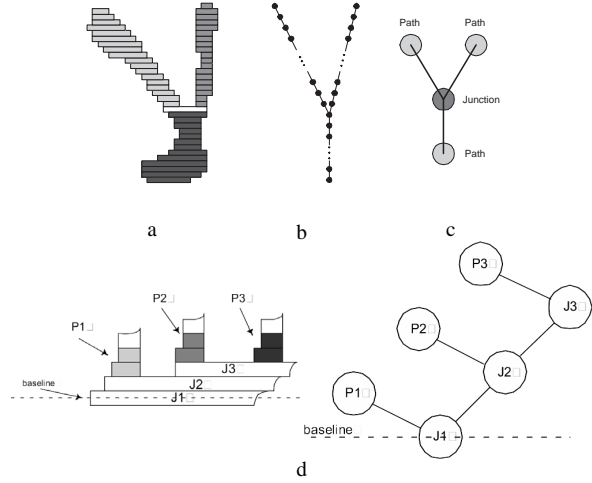 Path Path
Junction
Path
a b c
P1 P2 P3
J3
J2
baseline
J1
P3
J3
P2
J2
P1
baseline J1
d